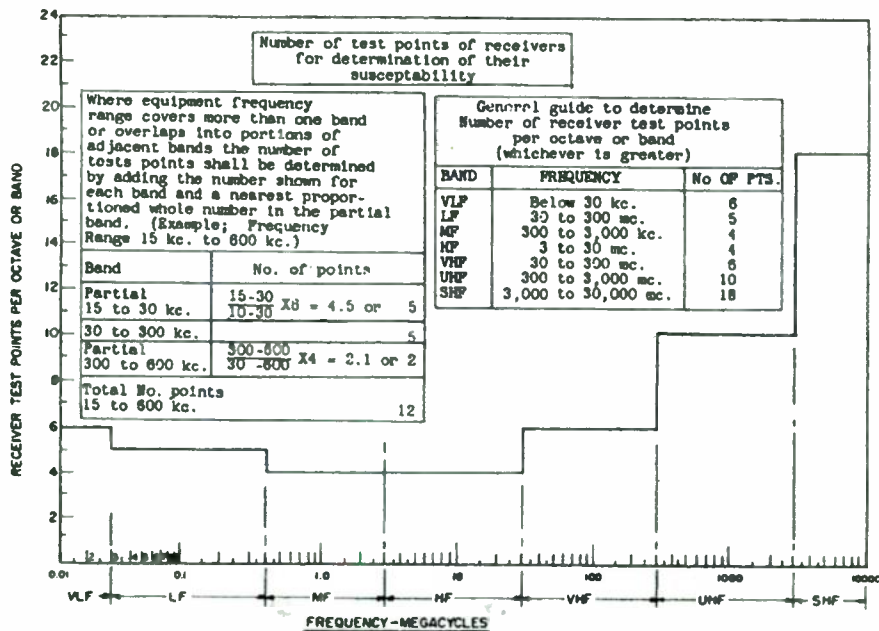 Number of test points of receivers
for determination of their
susceptability
Where equipment frequency
range covers more than one band
or overlaps into portions of
adjacent bands the number of
tests points shall be determined
by adding the number shown for
each band and a nearest propor-
tioned whole number in the partial
band. (Example; Frequency
Range 15 kc. to 600 kc.)
Band No. of points
Partial
15 to 30 kc. 15-30 / 10-30 X6 = 4.5 or 5
30 to 300 kc. 5
Partial
300 to 600 kc. 300-600 / 30-600 X4 = 2.1 or 2
Total No. points
15 to 600 kc. 12
General guide to determine
Number of receiver test points
per octave or band
(whichever is greater)
BAND FREQUENCY No OF PTS.
VLF Below 30 kc. 6
LF 30 to 300 mc. 5
MF 300 to 3,000 kc. 4
HF 3 to 30 mc. 4
VHF 30 to 300 mc. 6
UHF 300 to 3,000 mc. 10
SHF 3,000 to 30,000 mc. 18
RECEIVER TEST POINTS PER OCTAVE OR BAND
24
22
20
18
16
14
12
10
8
6
4
2
0.01 0.1 1.0 10 100 1000 10000
VLF LF MF HF VHF UHF SHF
FREQUENCY-MEGACYCLES